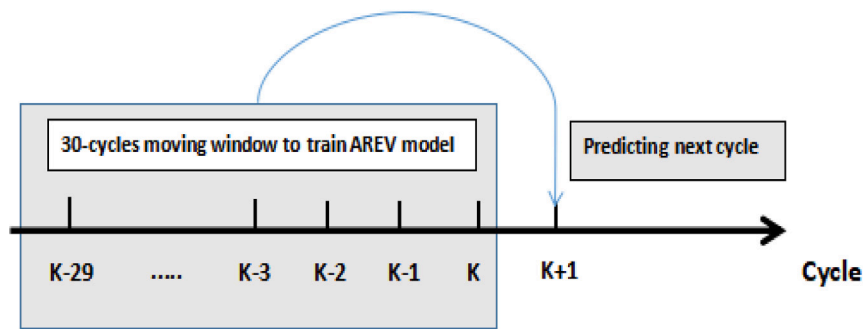 30-cycles moving window to train AREV model
Predicting next cycle
K-29 ..... K-3 K-2 K-1 K K+1 Cycle